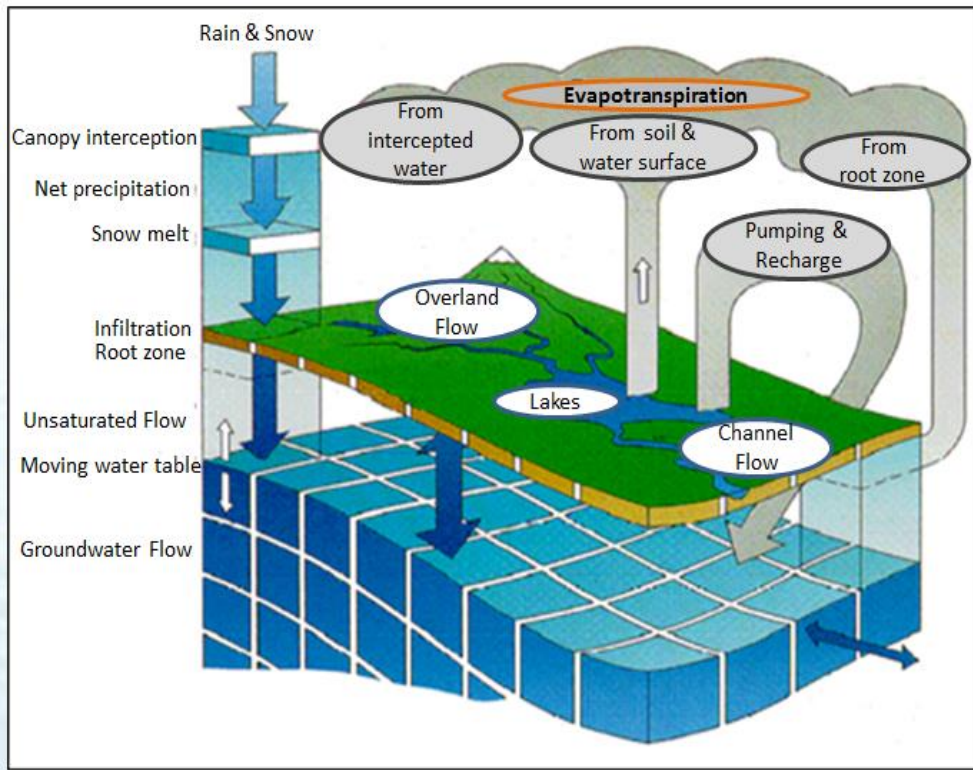 Rain & Snow
Canopy interception
Net precipitation
Snow melt
Infiltration
Root zone
Unsaturated Flow
Moving water table
Groundwater Flow
Evapotranspiration
From
intercepted
water
From soil &
water surface
From
root zone
Pumping &
Recharge
Overland
Flow
Lakes
Channel
Flow